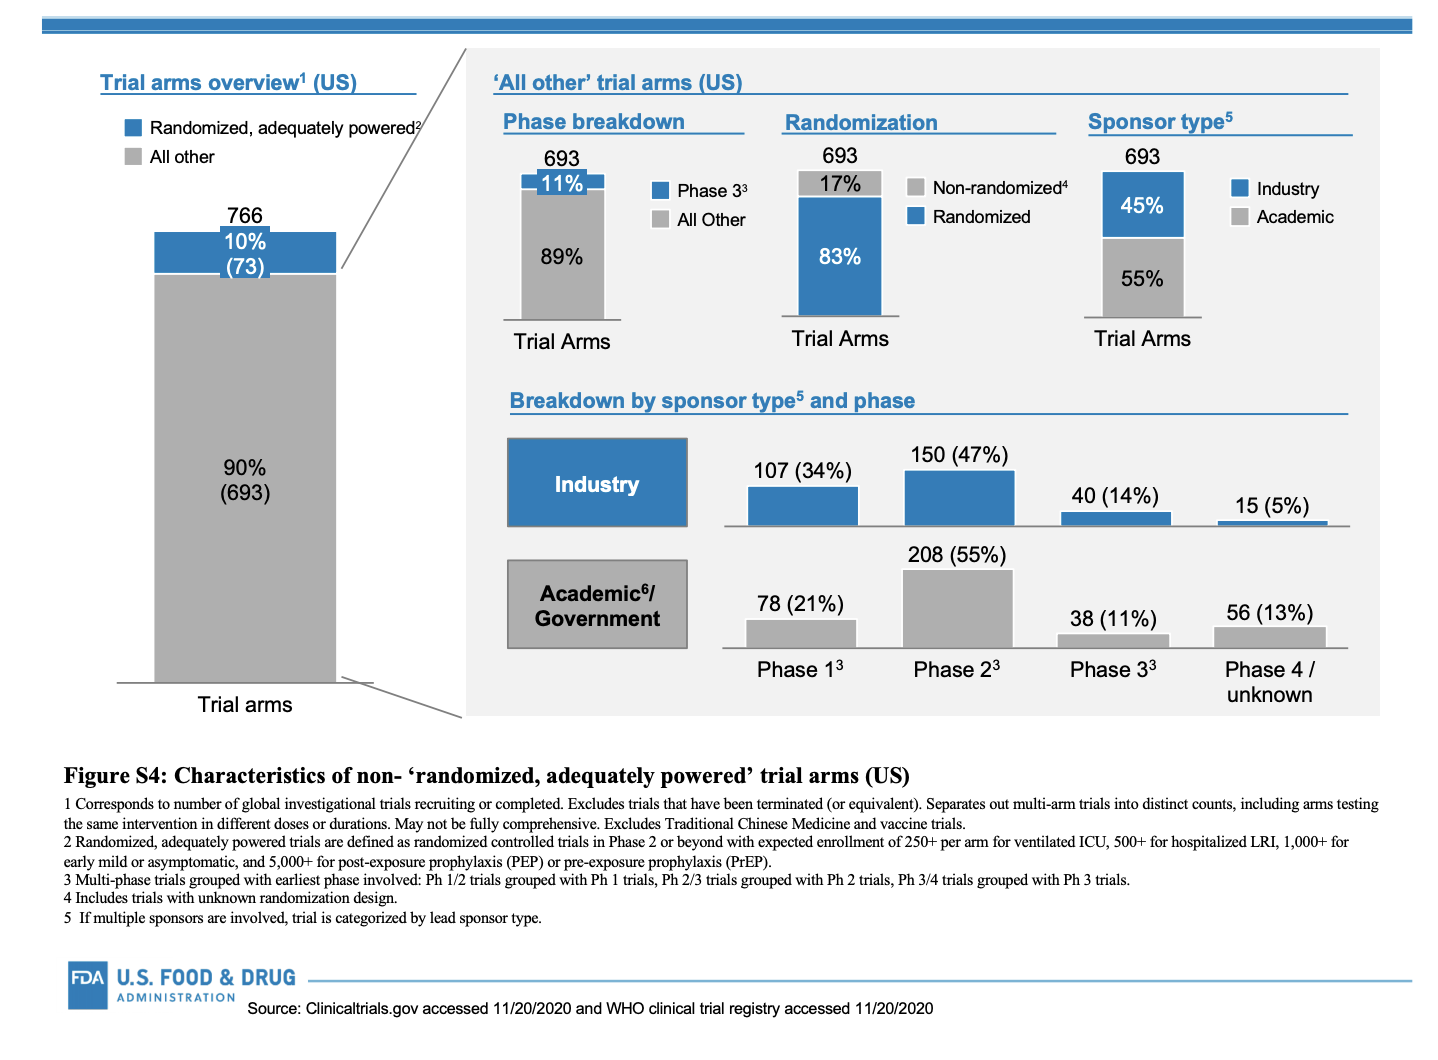 Trial arms overview¹ (US)
Randomized, adequately powered²
All other
766
10%
(73)
90%
(693)
Trial arms
‘All other’ trial arms (US)
Phase breakdown
693
11%
89%
Trial Arms
Phase 3³
All Other
Randomization
693
17%
83%
Trial Arms
Non-randomized⁴
Randomized
Sponsor type⁵
693
45%
55%
Trial Arms
Industry
Academic
Breakdown by sponsor type⁵ and phase
Industry
107 (34%)
150 (47%)
40 (14%)
15 (5%)
Academic⁶/
Government
78 (21%)
208 (55%)
38 (11%)
56 (13%)
Phase 1³
Phase 2³
Phase 3³
Phase 4 /
unknown
Figure S4: Characteristics of non- ‘randomized, adequately powered’ trial arms (US)
1 Corresponds to number of global investigational trials recruiting or completed. Excludes trials that have been terminated (or equivalent). Separates out multi-arm trials into distinct counts, including arms testing
the same intervention in different doses or durations. May not be fully comprehensive. Excludes Traditional Chinese Medicine and vaccine trials.
2 Randomized, adequately powered trials are defined as randomized controlled trials in Phase 2 or beyond with expected enrollment of 250+ per arm for ventilated ICU, 500+ for hospitalized LRI, 1,000+ for
early mild or asymptomatic, and 5,000+ for post-exposure prophylaxis (PEP) or pre-exposure prophylaxis (PrEP).
3 Multi-phase trials grouped with earliest phase involved: Ph 1/2 trials grouped with Ph 1 trials, Ph 2/3 trials grouped with Ph 2 trials, Ph 3/4 trials grouped with Ph 3 trials.
4 Includes trials with unknown randomization design.
5 If multiple sponsors are involved, trial is categorized by lead sponsor type.
FDA
U.S. FOOD & DRUG
ADMINISTRATION
Source: Clinicaltrials.gov accessed 11/20/2020 and WHO clinical trial registry accessed 11/20/2020